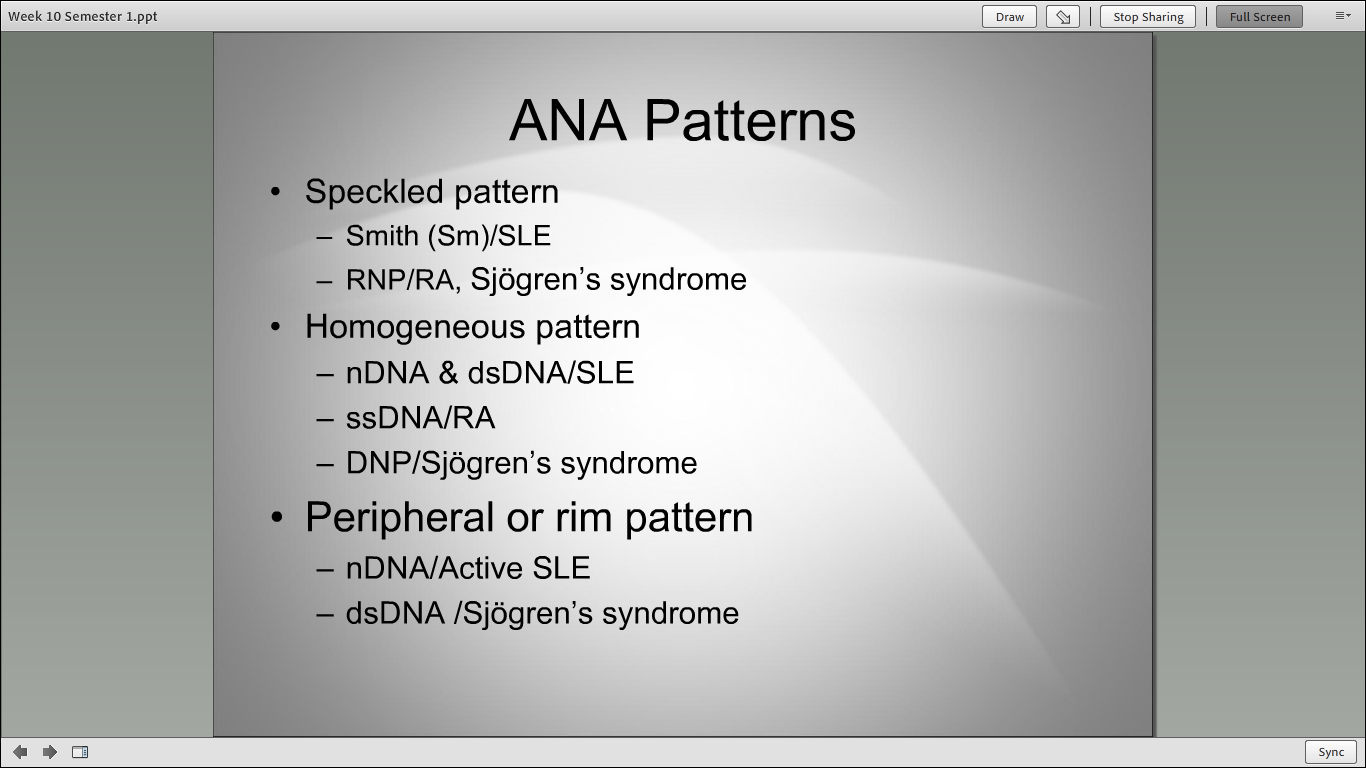 Week 10 Semester 1.ppt
Draw
Stop Sharing
Full Screen
ANA Patterns
• Speckled pattern
– Smith (Sm)/SLE
– RNP/RA, Sjögren’s syndrome
• Homogeneous pattern
– nDNA & dsDNA/SLE
– ssDNA/RA
– DNP/Sjögren’s syndrome
• Peripheral or rim pattern
– nDNA/Active SLE
– dsDNA /Sjögren’s syndrome
Sync